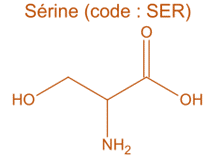 Sérine (code : SER)
O
HO
OH
NH₂